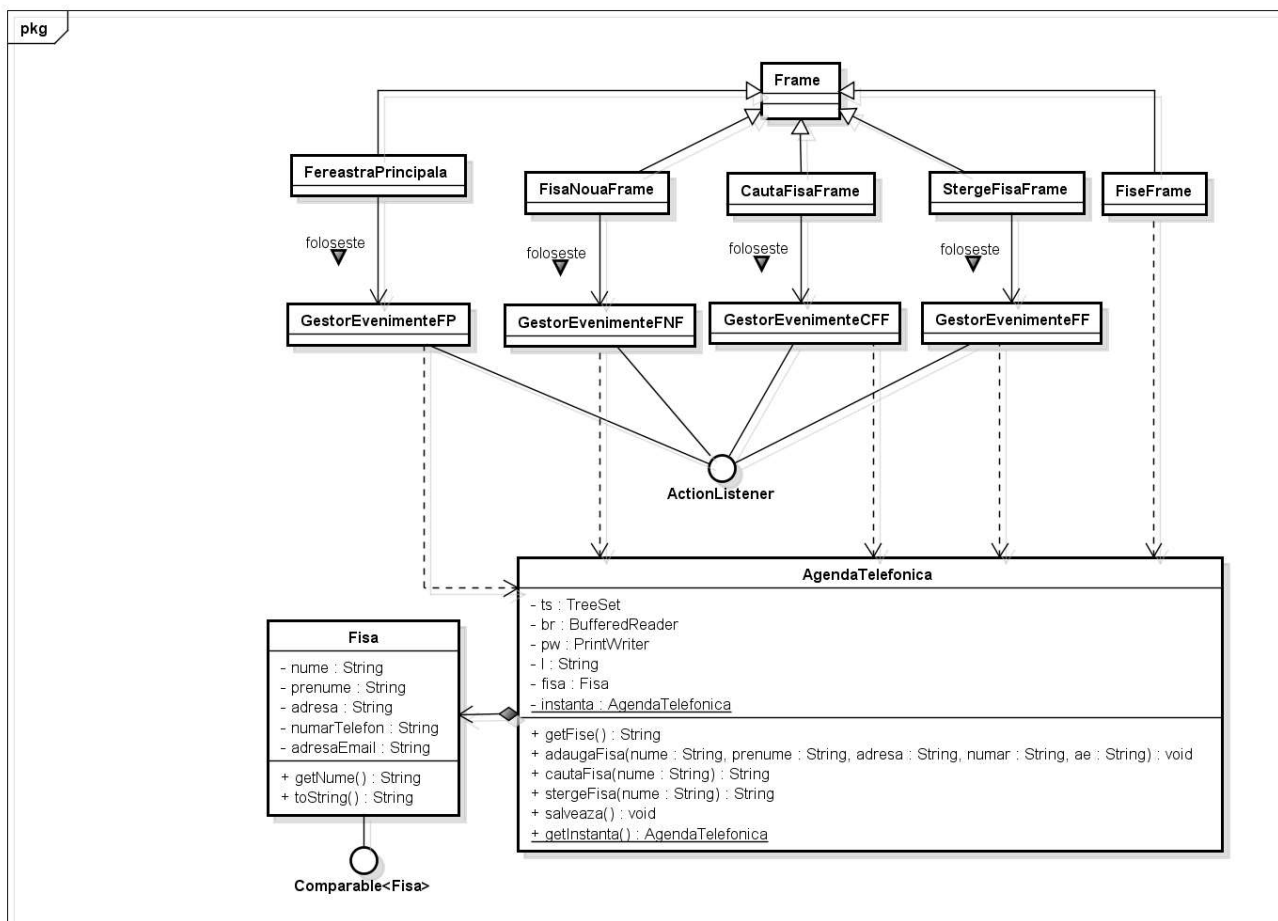 pkg
Frame
FereastraPrincipala
FisaNouaFrame
CautaFisaFrame
StergeFisaFrame
FiseFrame
foloseste
foloseste
foloseste
foloseste
GestorEvenimenteFP
GestorEvenimenteFNF
GestorEvenimenteCFF
GestorEvenimenteFF
ActionListener
AgendaTelefonica
- ts : TreeSet
- br : BufferedReader
- pw : PrintWriter
- l : String
- fisa : Fisa
- instanta : AgendaTelefonica
+ getFise() : String
+ adaugaFisa(nume : String, prenume : String, adresa : String, numar : String, ae : String) : void
+ cautaFisa(nume : String) : String
+ stergeFisa(nume : String) : String
+ salveaza() : void
+ getInstanta() : AgendaTelefonica
Fisa
- nume : String
- prenume : String
- adresa : String
- numarTelefon : String
- adresaEmail : String
+ getNume() : String
+ toString() : String
Comparable<Fisa>